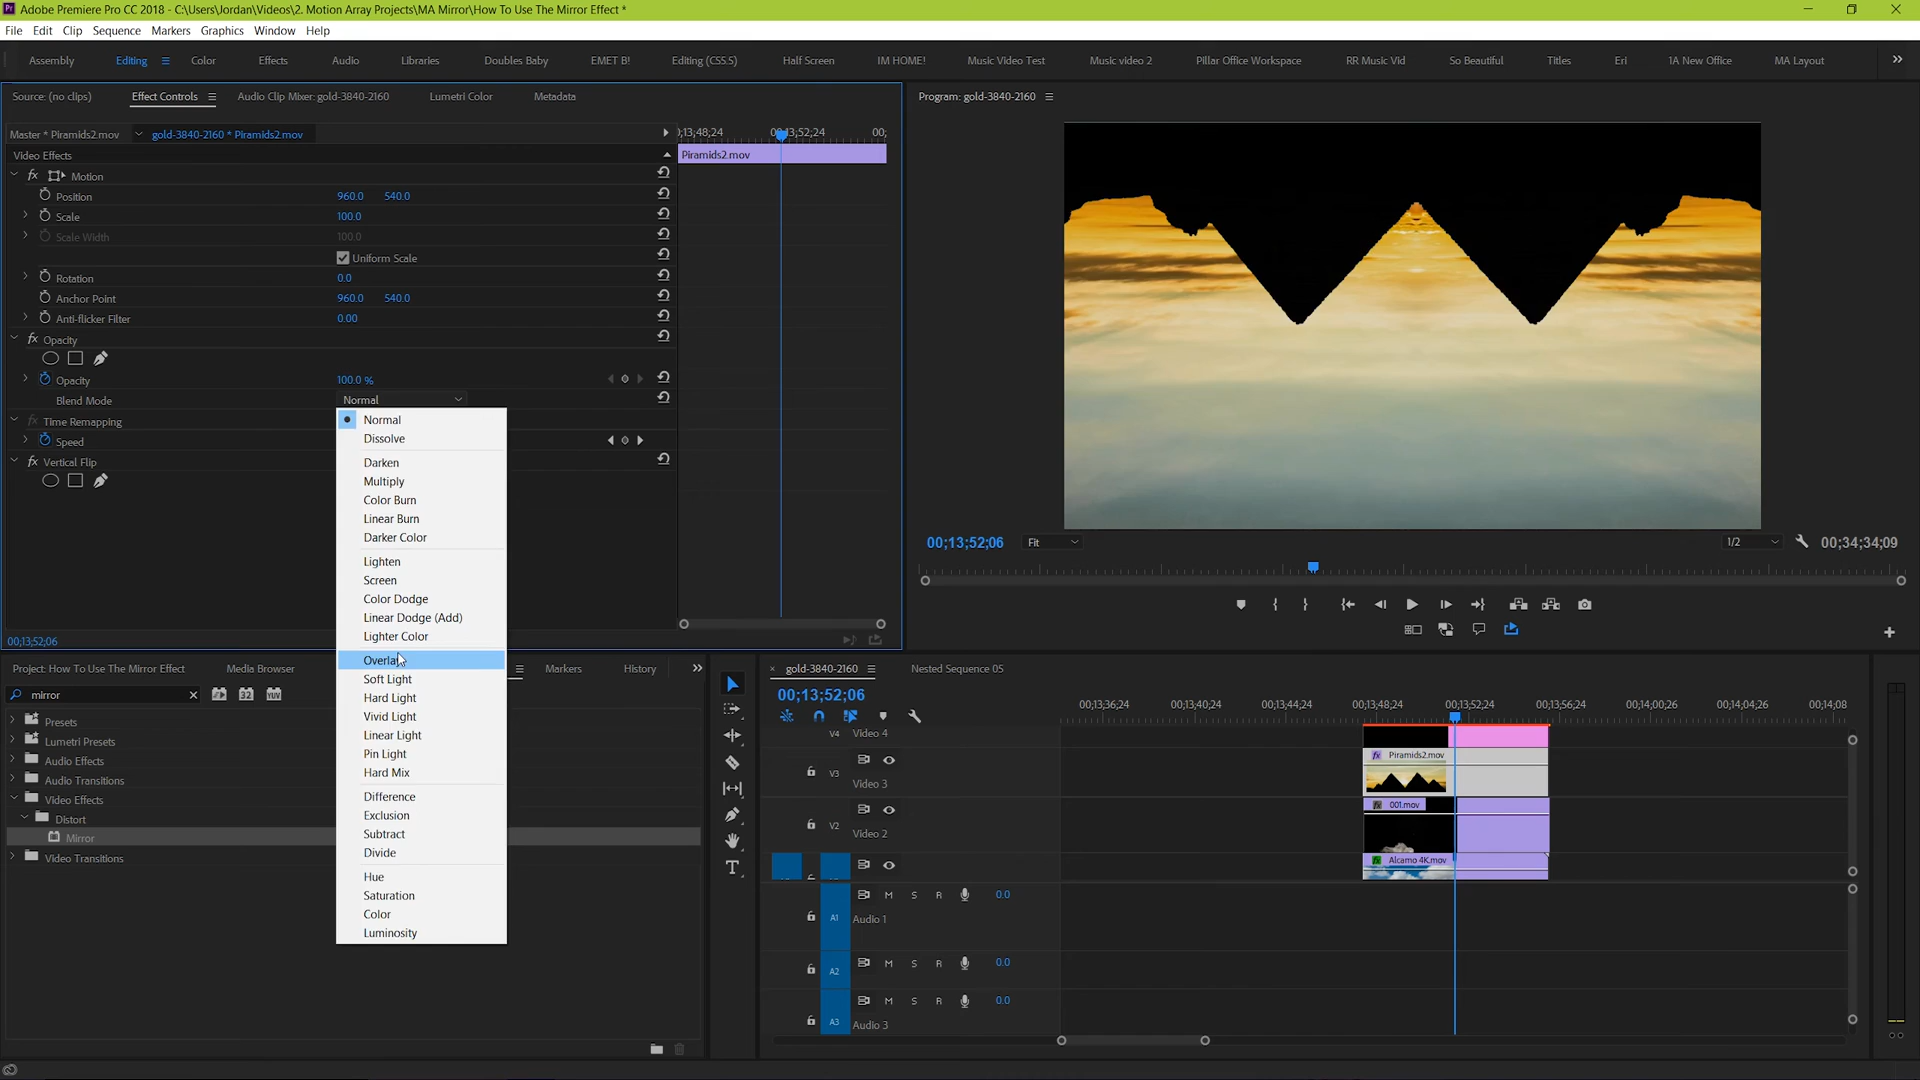 Adobe Premiere Pro CC 2018 - C:\Users\Jordan\Videos\2. Motion Array Projects\MA Mirror\How To Use The Mirror Effect *
File Edit Clip Sequence Markers Graphics Window Help
Assembly Editing Color Effects Audio Libraries Doubles Baby EMET B! Editing (CS5.5) Half Screen IM HOME! Music Video Test Music video 2 Pillar Office Workspace RR Music Vid So Beautiful Titles Erl 1A New Office MA Layout
Source: (no clips) Effect Controls Audio Clip Mixer: gold-3840-2160 Lumetri Color Metadata
Program: gold-3840-2160
Master * Piramids2.mov gold-3840-2160 * Piramids2.mov
Video Effects
Piramids2.mov
fx Motion
Position 960.0 540.0
Scale 100.0
Scale Width 100.0
Uniform Scale
Rotation 0.0
Anchor Point 960.0 540.0
Anti-flicker Filter 0.00
fx Opacity
Opacity 100.0 %
Blend Mode Normal
fx Time Remapping
Speed
fx Vertical Flip
Normal
Dissolve
Darken
Multiply
Color Burn
Linear Burn
Darker Color
Lighten
Screen
Color Dodge
Linear Dodge (Add)
Lighter Color
Soft Light
Hard Light
Vivid Light
Linear Light
Pin Light
Hard Mix
Difference
Exclusion
Subtract
Divide
Hue
Saturation
Color
Luminosity
00;13;52;06
00;13;52;06 Fit 1/2 00;34;34;09
Project: How To Use The Mirror Effect Media Browser Markers History
mirror
Presets
Lumetri Presets
Audio Effects
Audio Transitions
Video Effects
Distort
Mirror
Video Transitions
gold-3840-2160 Nested Sequence 05
00;13;52;06
00;13;36;24 00;13;40;24 00;13;44;24 00;13;48;24 00;13;52;24 00;13;56;24 00;14;00;26 00;14;04;26 00;14;08
V4 Video 4
V3 Video 3
fx Piramids2.mov
V2 Video 2
fx 001.mov
fx Alcamo 4K.mov
A1 M S R 0.0
Audio 1
A2 M S R 0.0
A3 M S R 0.0
Audio 3